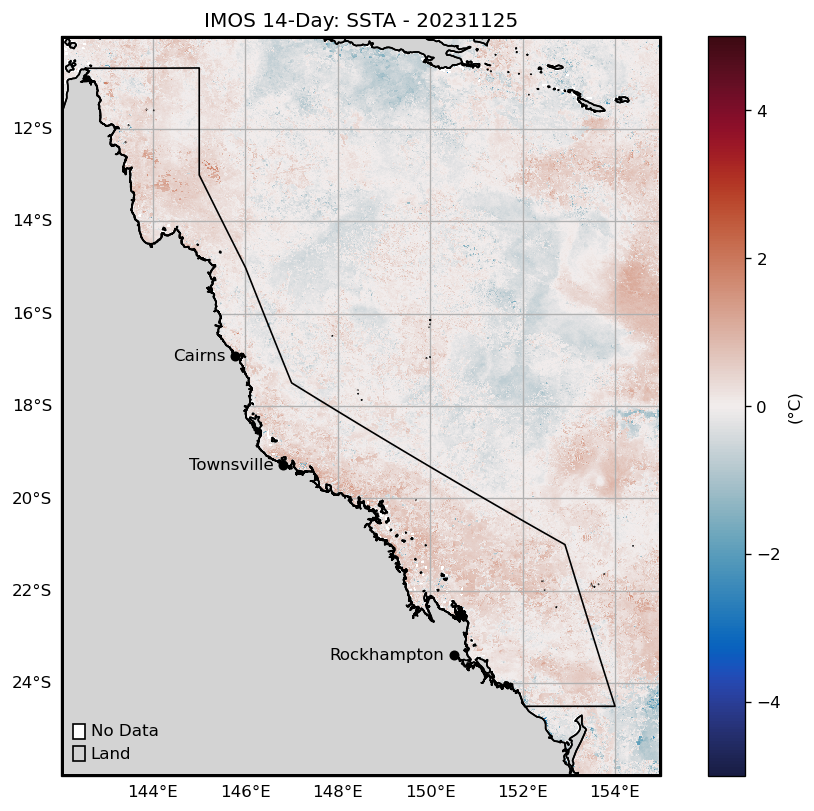 IMOS 14-Day: SSTA - 20231125
12°S
14°S
16°S
18°S
20°S
22°S
24°S
Cairns
Townsville
Rockhampton
No Data
Land
144°E 146°E 148°E 150°E 152°E 154°E
4
2
0
−2
−4
(°C)